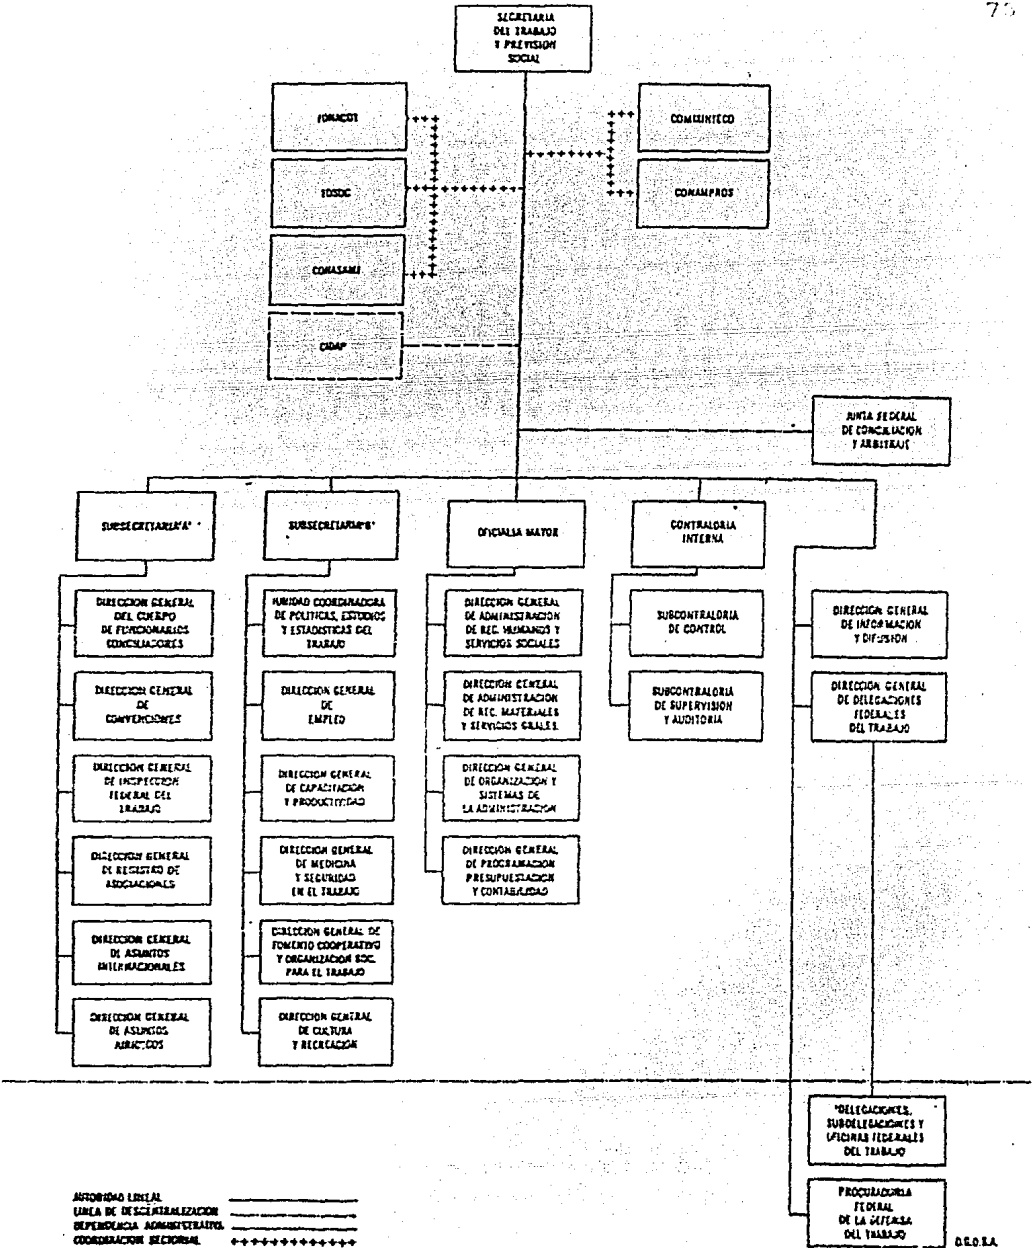 SECRETARIA
DEL TRABAJO
Y PREVISION
SOCIAL
FONACOT
COMIXINTECO
CONAMPROS
CONASAMI
JUNTA FEDERAL
DE CONCILIACION
Y ARBITRAJE
SUBSECRETARIA "A"
SUBSECRETARIA "B"
OFICIALIA MAYOR
CONTRALORIA
INTERNA
DIRECCION GENERAL
DEL CUERPO
DE FUNCIONARIOS
CONCILIADORES
DIRECCION GENERAL
DE
CONVENCIONES
DIRECCION GENERAL
DE INSPECCION
FEDERAL DEL
TRABAJO
DIRECCION GENERAL
DE REGISTRO DE
ASOCIACIONES
DIRECCION GENERAL
DE ASUNTOS
INTERNACIONALES
DIRECCION GENERAL
DE ASUNTOS
JURIDICOS
UNIDAD COORDINADORA
DE POLITICAS, ESTUDIOS
Y ESTADISTICAS DEL
TRABAJO
DIRECCION GENERAL
DE
EMPLEO
DIRECCION GENERAL
DE CAPACITACION
Y PRODUCTIVIDAD
DIRECCION GENERAL
DE MEDICINA
Y SEGURIDAD
EN EL TRABAJO
DIRECCION GENERAL DE
FOMENTO COOPERATIVO
Y ORGANIZACION SOC.
PARA EL TRABAJO
DIRECCION GENERAL
DE CULTURA
Y RECREACION
DIRECCION GENERAL
DE ADMINISTRACION
DE REC. HUMANOS Y
SERVICIOS SOCIALES
DIRECCION GENERAL
DE ADMINISTRACION
DE REC. MATERIALES
Y SERVICIOS GRALES.
DIRECCION GENERAL
DE ORGANIZACION Y
SISTEMAS DE
LA ADMINISTRACION
DIRECCION GENERAL
DE PROGRAMACION
PRESUPUESTACION
Y CONTABILIDAD
SUBCONTRALORIA
DE CONTROL
SUBCONTRALORIA
DE SUPERVISION
Y AUDITORIA
DIRECCION GENERAL
DE INFORMACION
Y DIFUSION
DIRECCION GENERAL
DE DELEGACIONES
FEDERALES
DEL TRABAJO
DELEGACIONES,
SUBDELEGACIONES Y
OFICINAS FEDERALES
DEL TRABAJO
PROCURADURIA
FEDERAL
DE LA DEFENSA
DEL TRABAJO
AUTORIDAD LINEAL
LINEA DE DESCENTRALIZACION
DEPENDENCIA ADMINISTRATIVA
COORDINACION SECTORIAL
D.G.O.S.A.